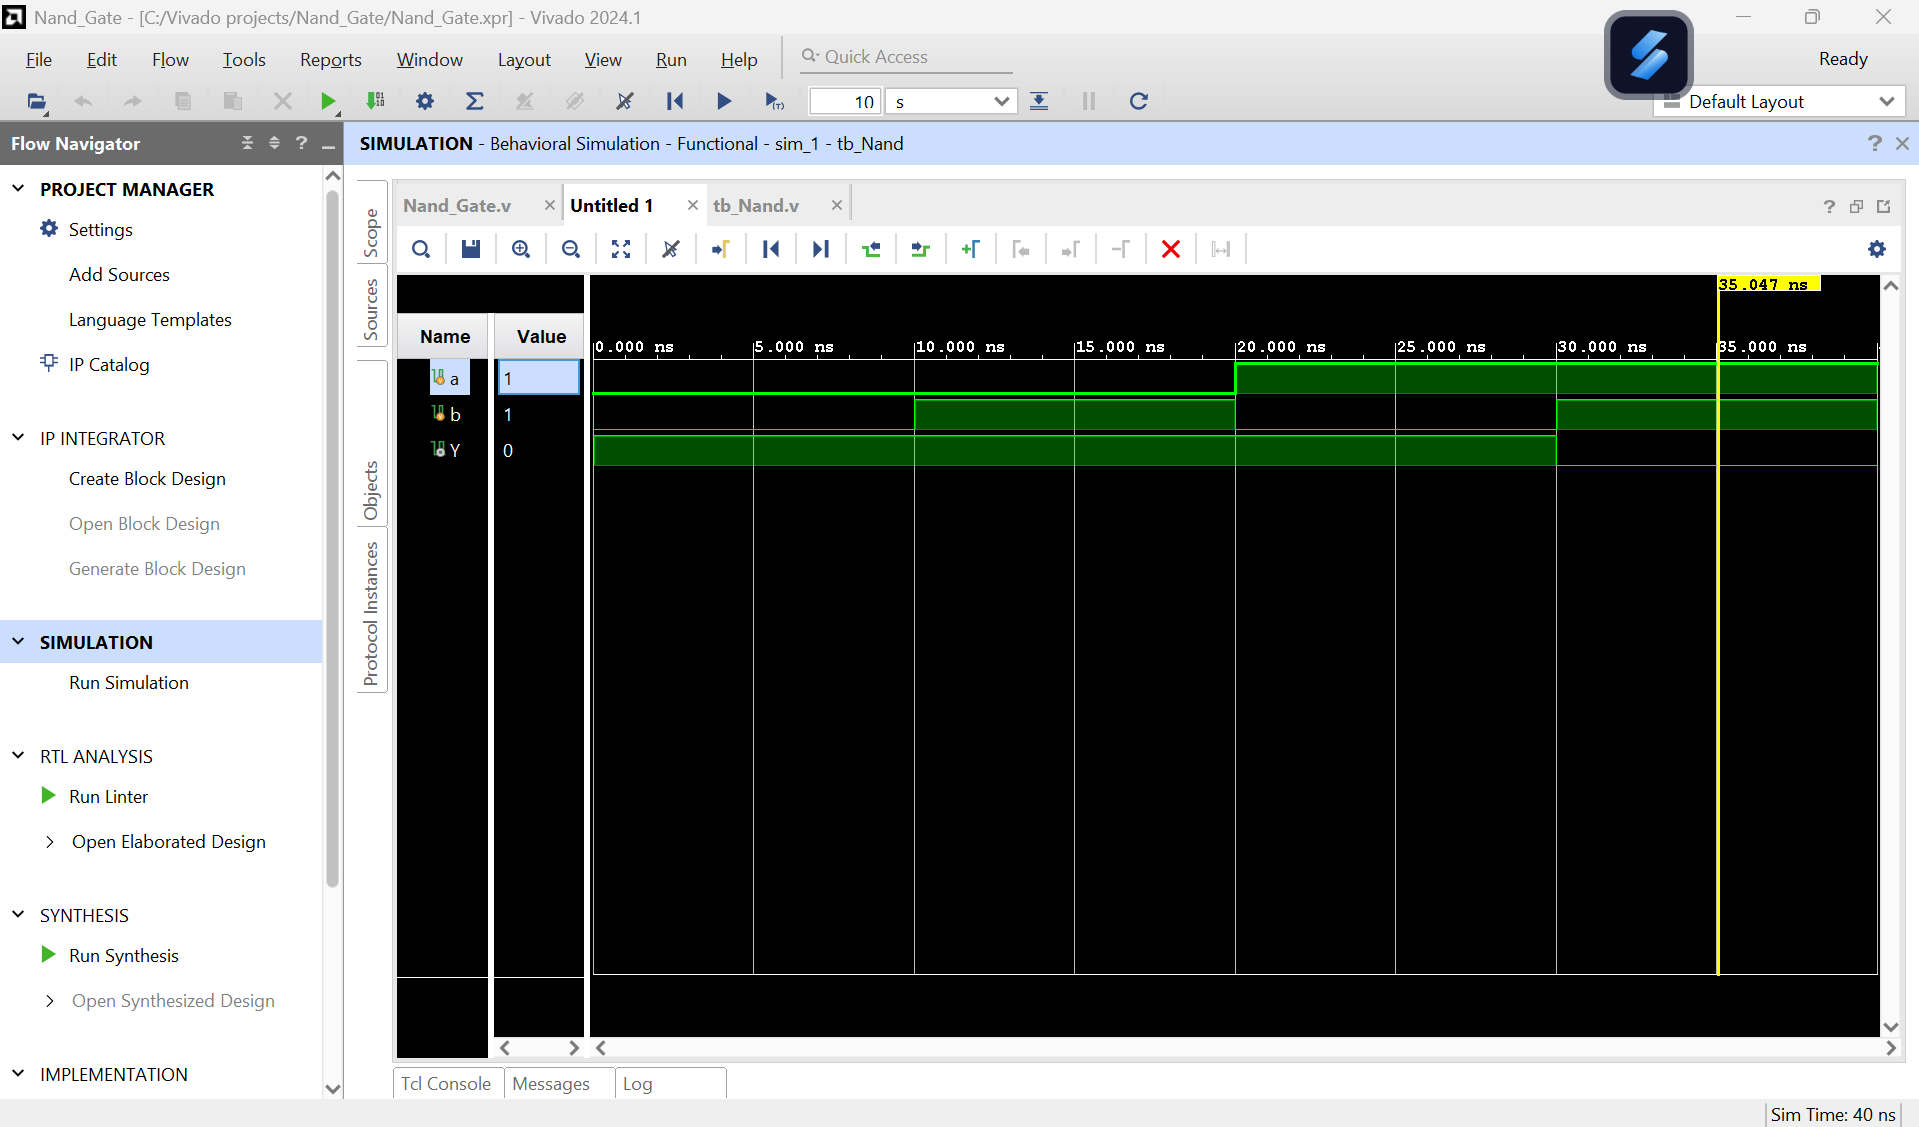 Nand_Gate - [C:/Vivado projects/Nand_Gate/Nand_Gate.xpr] - Vivado 2024.1
File Edit Flow Tools Reports Window Layout View Run Help Quick Access Ready
10 s Default Layout
Flow Navigator ?
SIMULATION - Behavioral Simulation - Functional - sim_1 - tb_Nand ?
PROJECT MANAGER
Settings
Add Sources
Language Templates
IP Catalog
IP INTEGRATOR
Create Block Design
Open Block Design
Generate Block Design
SIMULATION
Run Simulation
RTL ANALYSIS
Run Linter
Open Elaborated Design
SYNTHESIS
Run Synthesis
Open Synthesized Design
IMPLEMENTATION
Scope
Sources
Objects
Protocol Instances
Nand_Gate.v Untitled 1 tb_Nand.v ?
35.047 ns
Name Value
0.000 ns 5.000 ns 10.000 ns 15.000 ns 20.000 ns 25.000 ns 30.000 ns 35.000 ns
a 1
b 1
Y 0
Tcl Console Messages Log
Sim Time: 40 ns